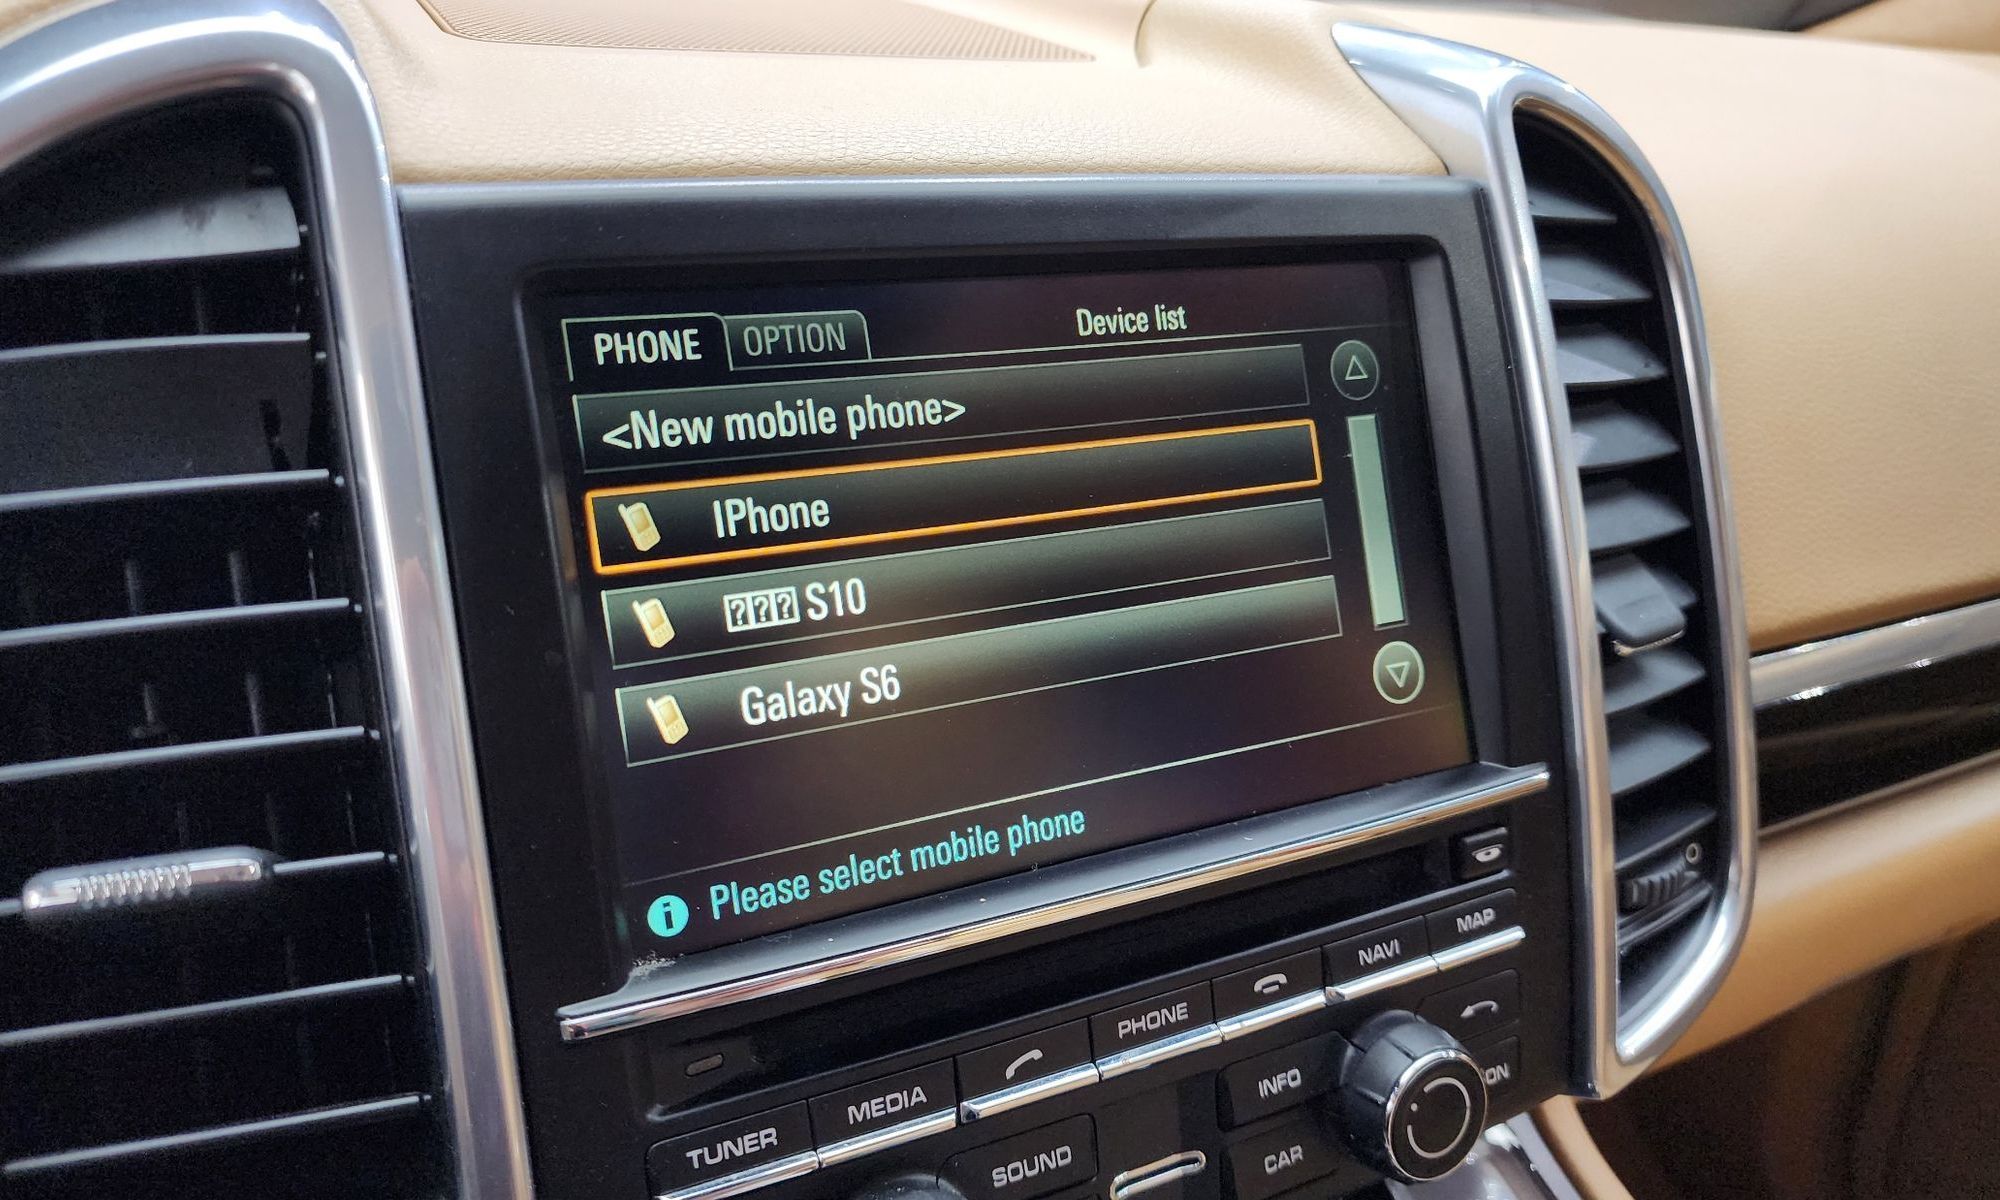 PHONE OPTION Device list
<New mobile phone>
IPhone
⍰⍰⍰ S10
Galaxy S6
Please select mobile phone
MAP
NAVI
PHONE
MEDIA
TUNER
INFO
SOUND
CAR